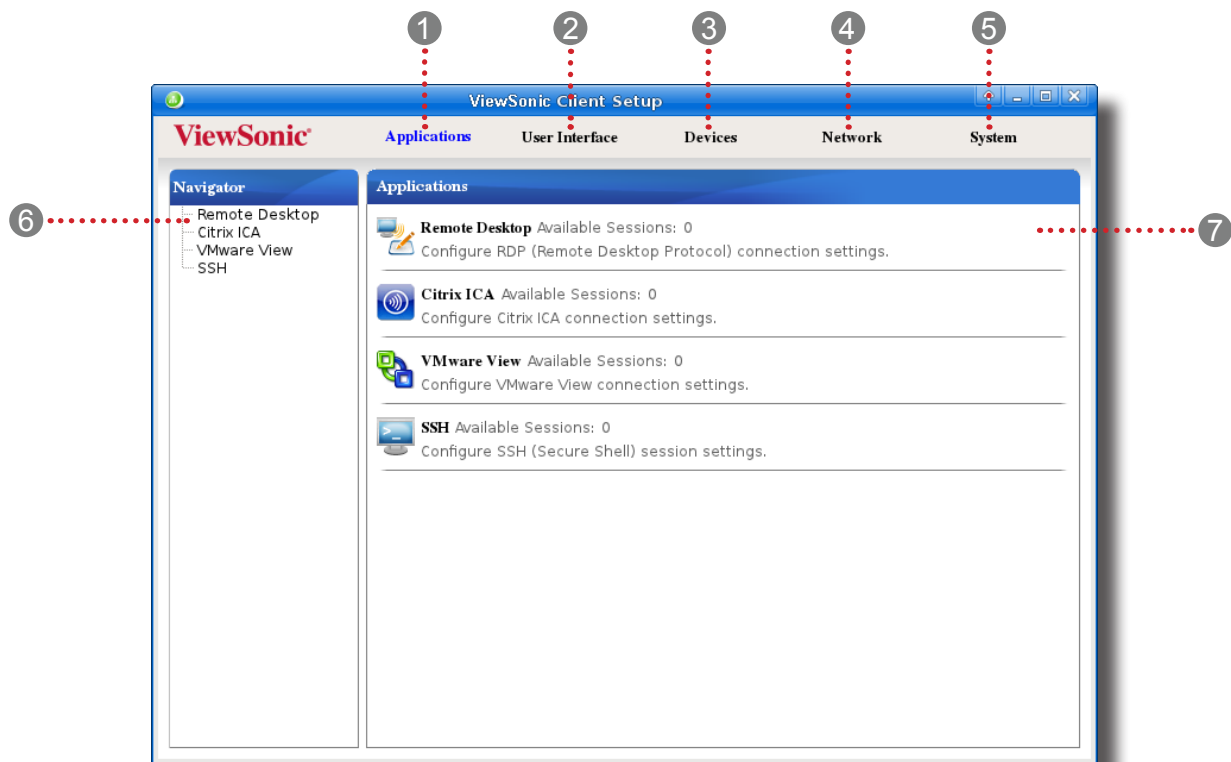 1 2 3 4 5
ViewSonic Client Setup
ViewSonic®
Applications User Interface Devices Network System
Navigator
6
Remote Desktop
Citrix ICA
VMware View
SSH
Applications
Remote Desktop Available Sessions: 0
Configure RDP (Remote Desktop Protocol) connection settings.
7
Citrix ICA Available Sessions: 0
Configure Citrix ICA connection settings.
VMware View Available Sessions: 0
Configure VMware View connection settings.
>_
SSH Available Sessions: 0
Configure SSH (Secure Shell) session settings.